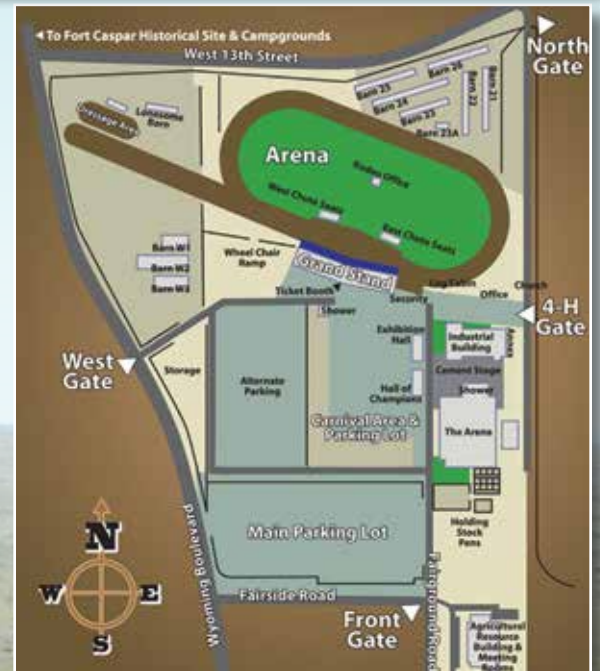 To Fort Caspar Historical Site & Campgrounds
West 13th Street
North
Gate
Barn 25
Barn 26
Barn 24
Barn 21
Barn 22
Barn 23
Barn 23A
Lonesome
Barn
Dressage Area
Arena
Rodeo Office
West Chute Seats
East Chute Seats
Barn W1
Barn W2
Barn W3
Wheel Chair
Ramp
Grand Stand
Ticket Booth
Shower
Security
Log Cabin
Office
Church
4-H
Gate
Exhibition
Hall
Industrial
Building
Annex
Cement Stage
Shower
West
Gate
Storage
Alternate
Parking
Hall of
Champions
Carnival Area &
Parking Lot
The Arena
Main Parking Lot
Holding
Stock
Pens
Wyoming Boulevard
Fairside Road
Fairground Road
Front
Gate
Agricultural
Resource
Building &
Meeting
Rooms
N
W
E
S